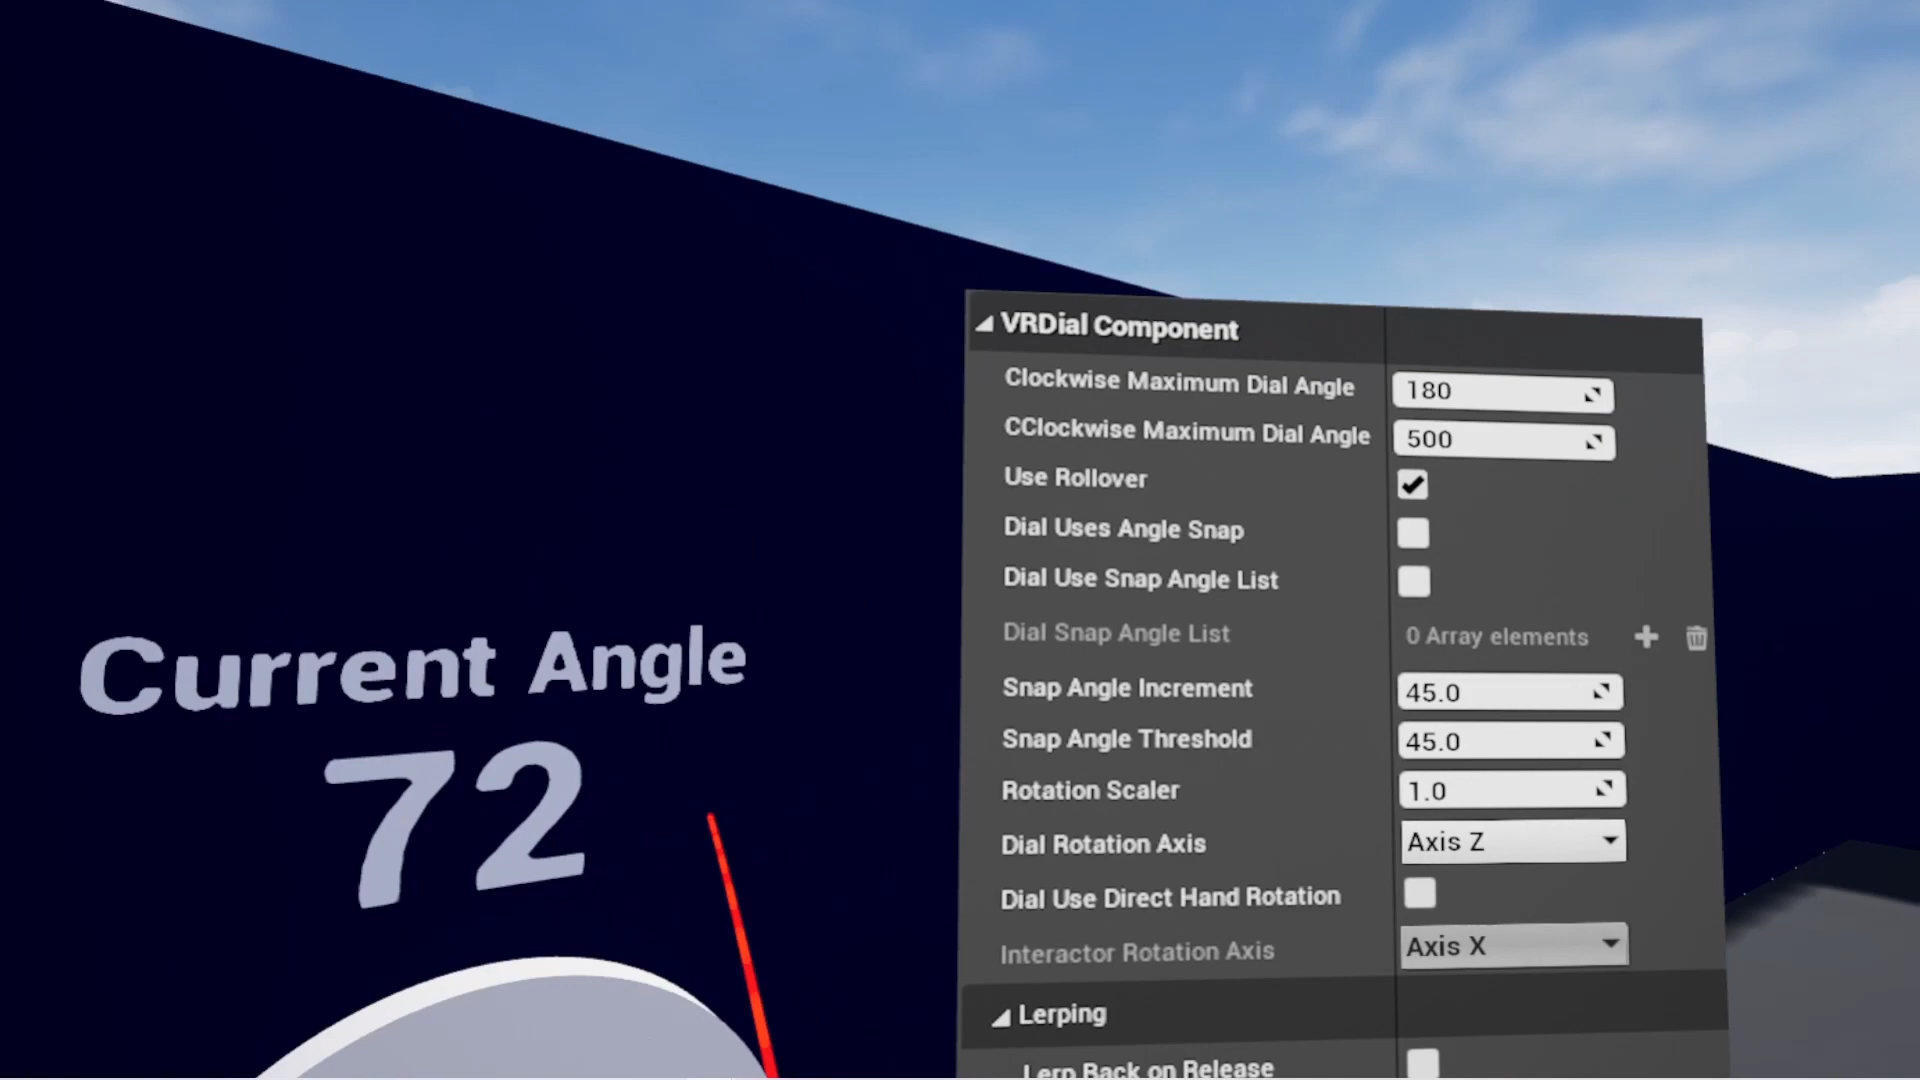 VRDial Component
Clockwise Maximum Dial Angle 180
CClockwise Maximum Dial Angle 500
Use Rollover
Dial Uses Angle Snap
Dial Use Snap Angle List
Dial Snap Angle List 0 Array elements
Snap Angle Increment 45.0
Snap Angle Threshold 45.0
Rotation Scaler 1.0
Dial Rotation Axis Axis Z
Dial Use Direct Hand Rotation
Interactor Rotation Axis Axis X
Lerping
Lerp Back on Release
Current Angle
72